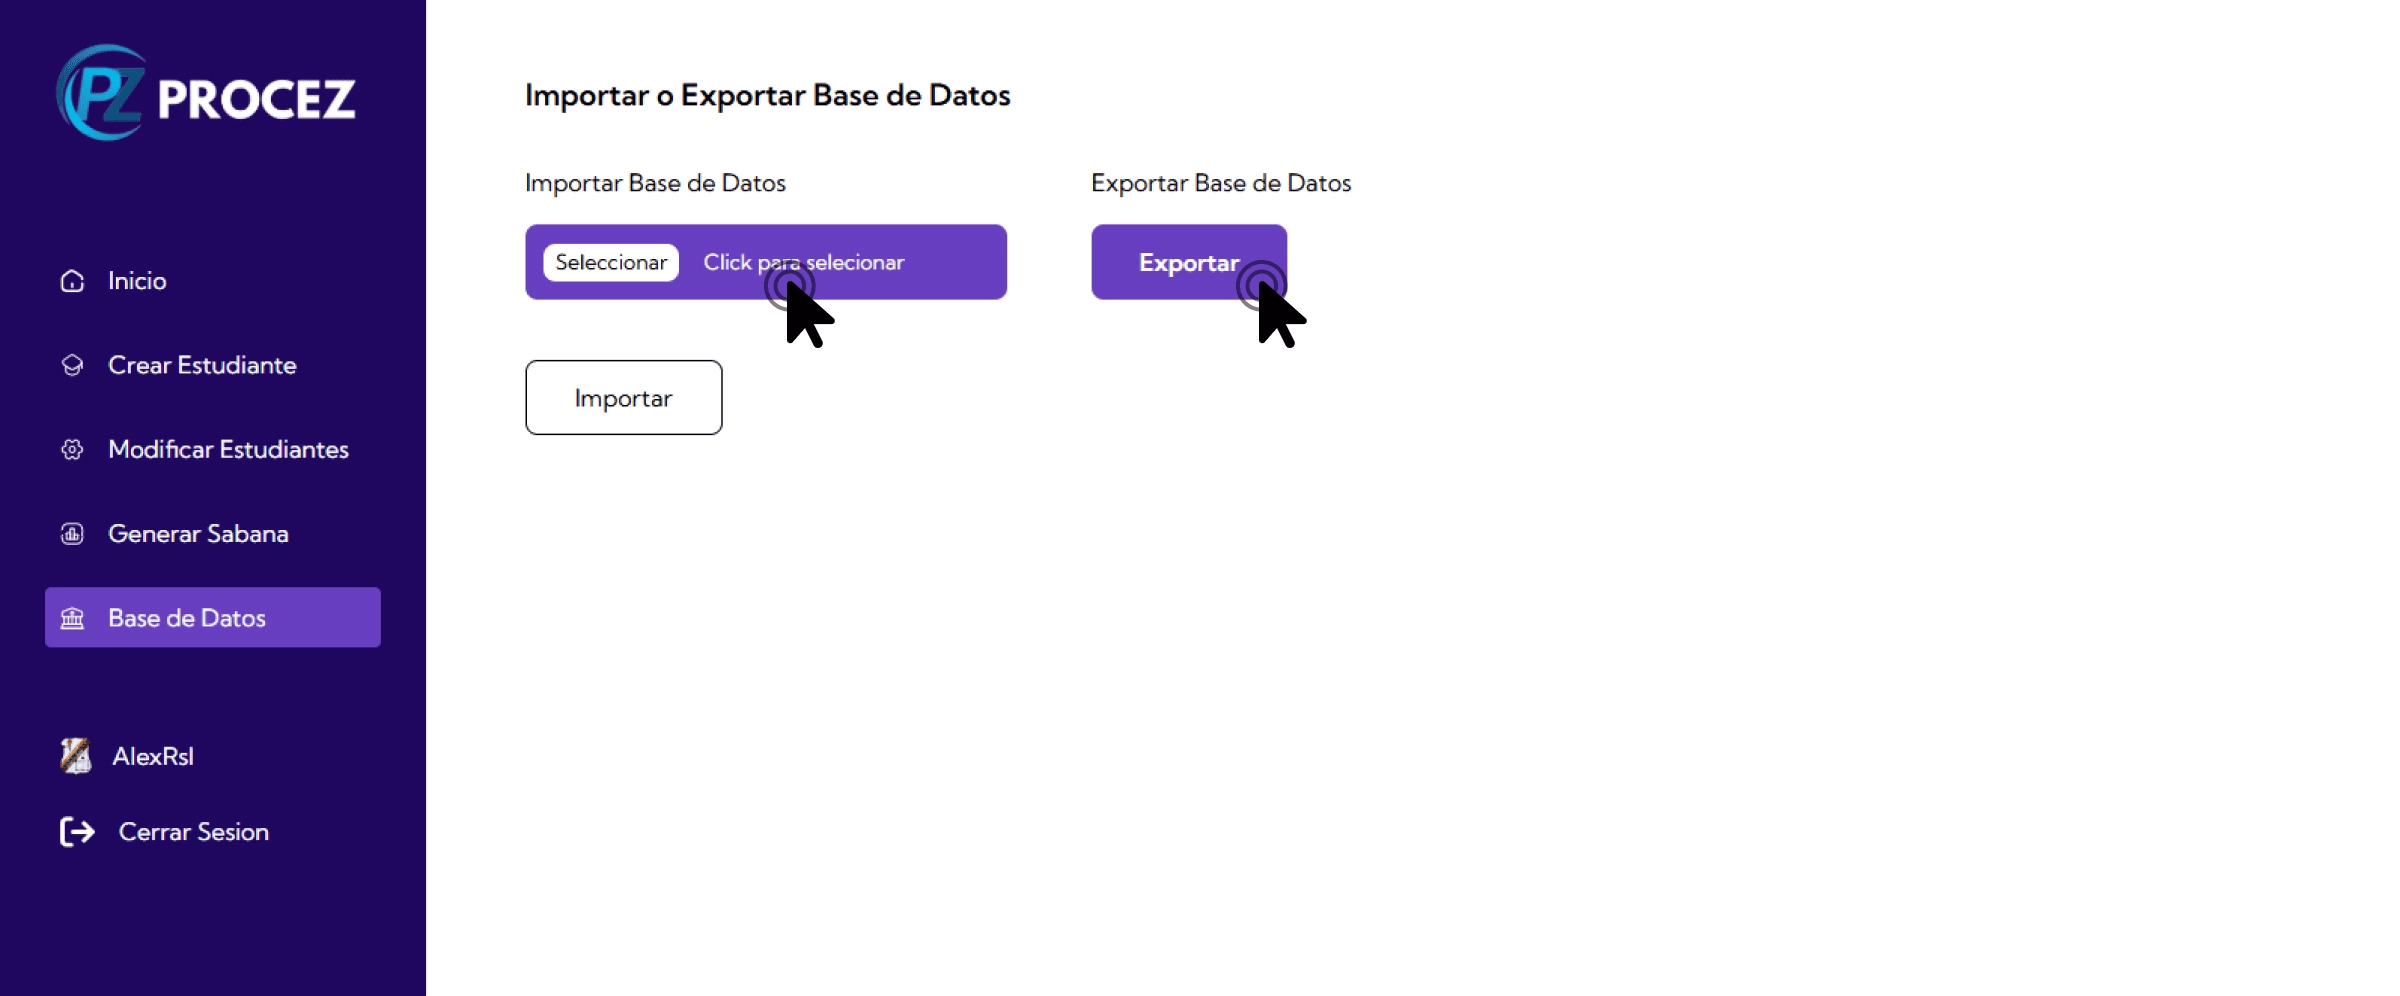 PZ PROCEZ
Inicio
Crear Estudiante
Modificar Estudiantes
Generar Sabana
Base de Datos
AlexRsl
Cerrar Sesion
Importar o Exportar Base de Datos
Importar Base de Datos
Seleccionar Click para selecionar
Importar
Exportar Base de Datos
Exportar